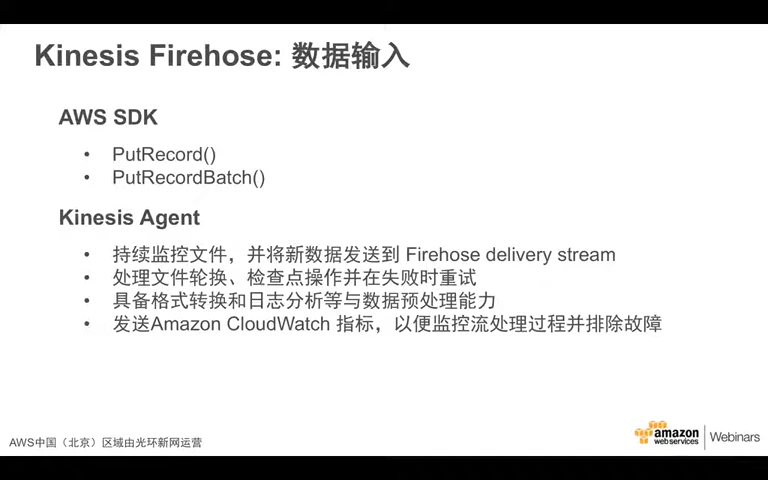 Kinesis Firehose: 数据输入
AWS SDK
• PutRecord()
• PutRecordBatch()
Kinesis Agent
• 持续监控文件，并将新数据发送到 Firehose delivery stream
• 处理文件轮换、检查点操作并在失败时重试
• 具备格式转换和日志分析等与数据预处理能力
• 发送Amazon CloudWatch 指标，以便监控流处理过程并排除故障
AWS中国（北京）区域由光环新网运营
amazon
web services
Webinars